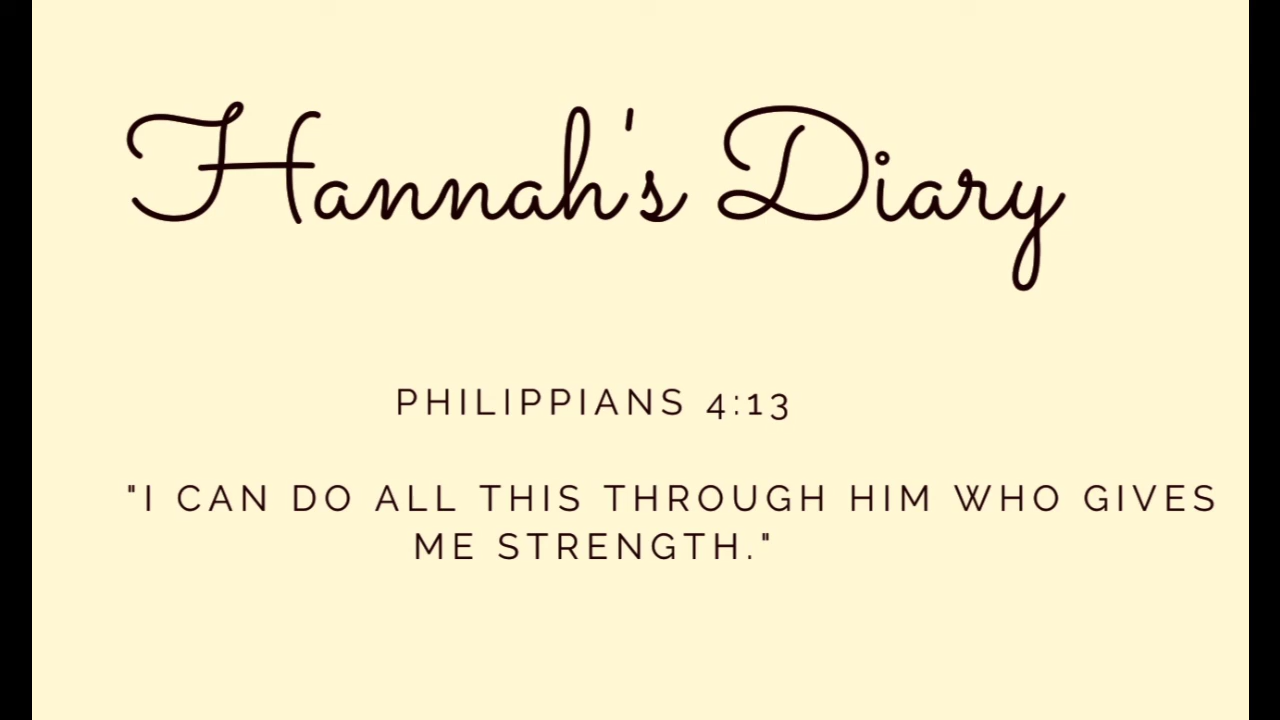 Hannah's Diary
PHILIPPIANS 4:13
"I CAN DO ALL THIS THROUGH HIM WHO GIVES
ME STRENGTH."